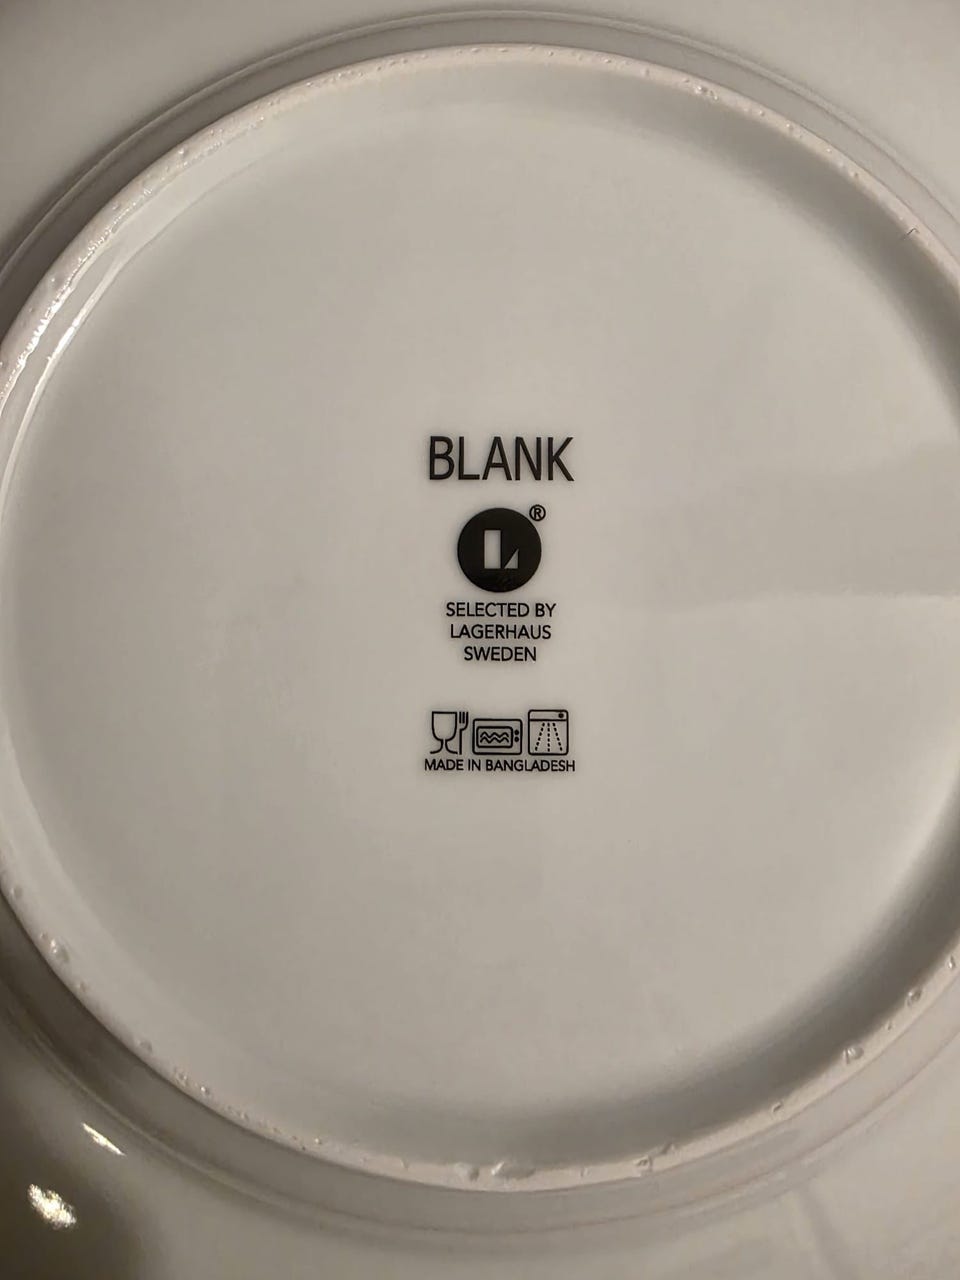 BLANK
L®
SELECTED BY
LAGERHAUS
SWEDEN
MADE IN BANGLADESH